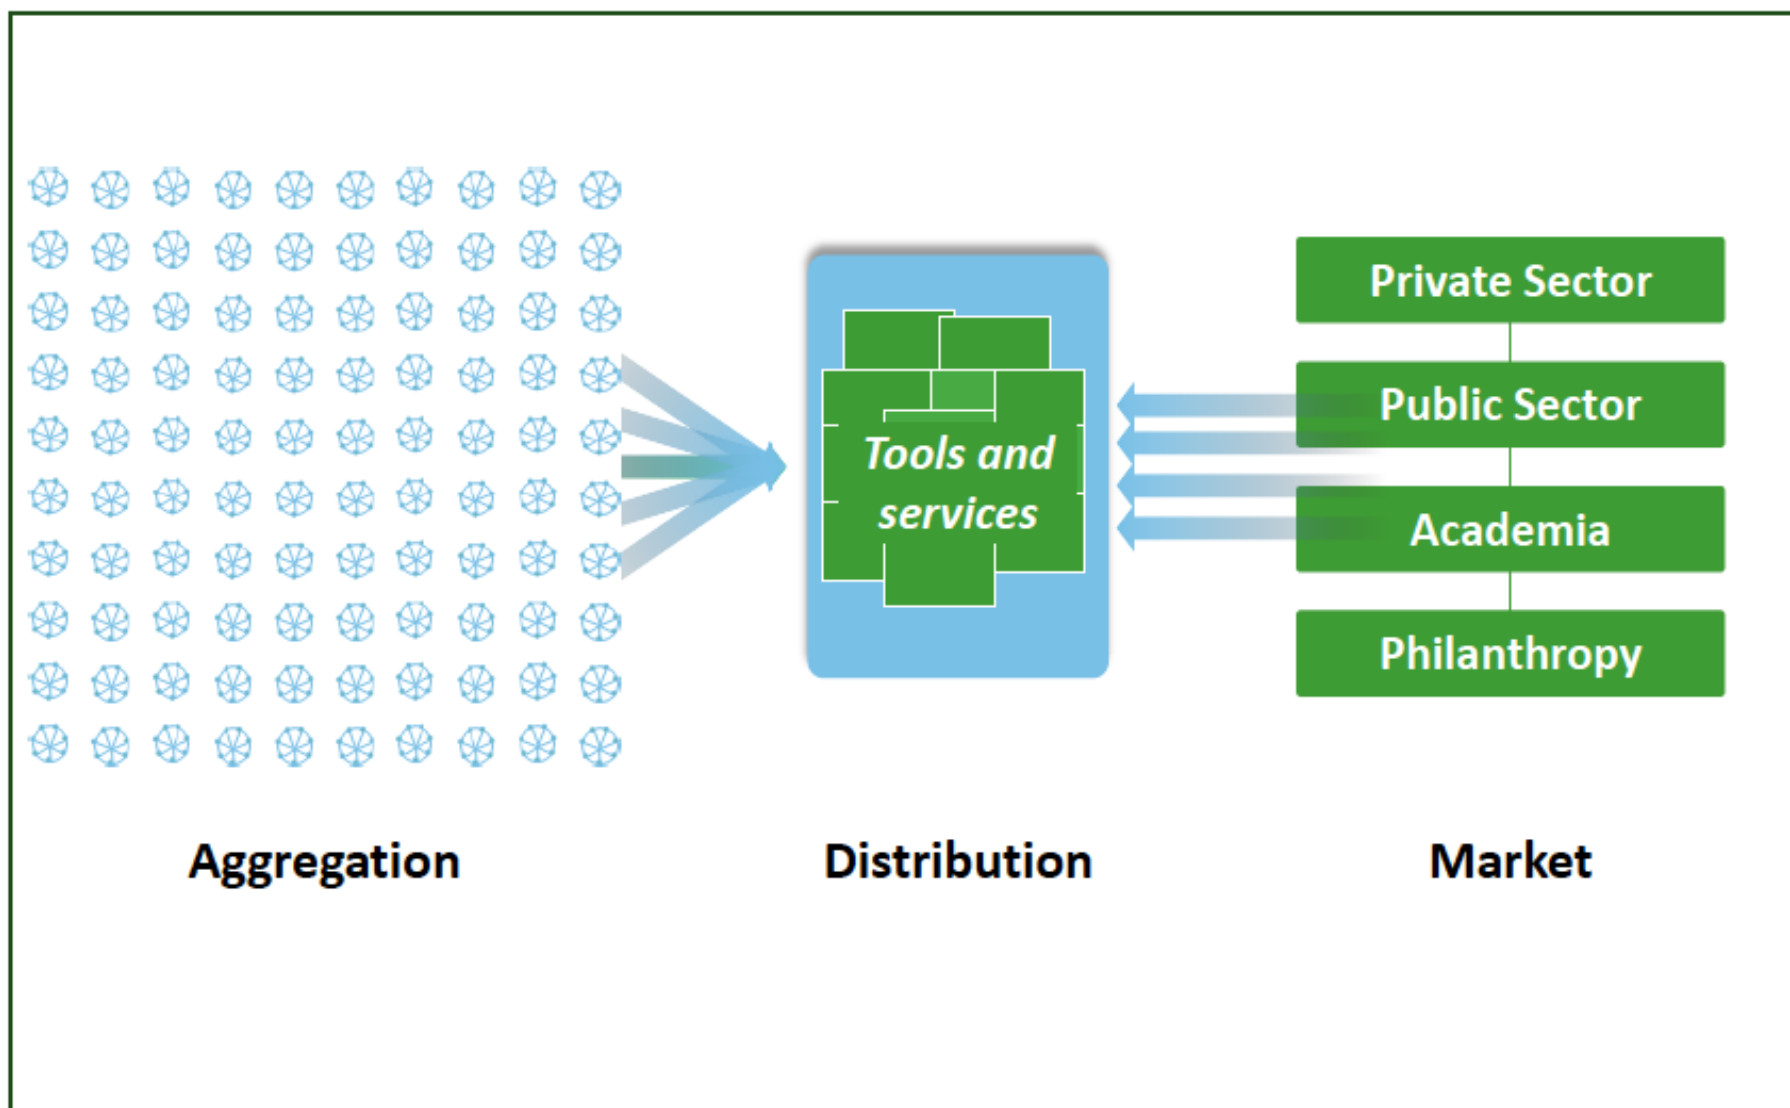 Private Sector
Public Sector
Tools and
services
Academia
Philanthropy
Aggregation
Distribution
Market